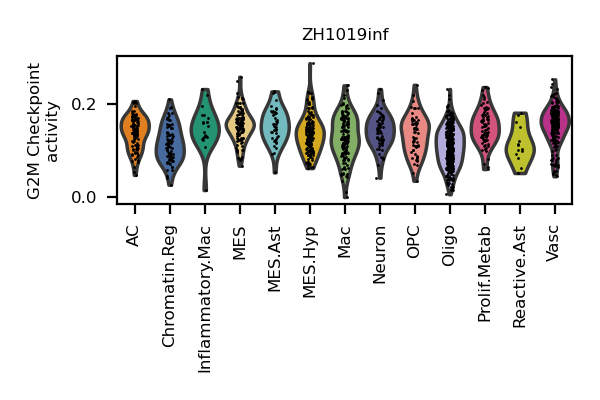 ZH1019inf
G2M Checkpoint
activity
0.2
0.0
AC
Chromatin.Reg
Inflammatory.Mac
MES
MES.Ast
MES.Hyp
Mac
Neuron
OPC
Oligo
Prolif.Metab
Reactive.Ast
Vasc